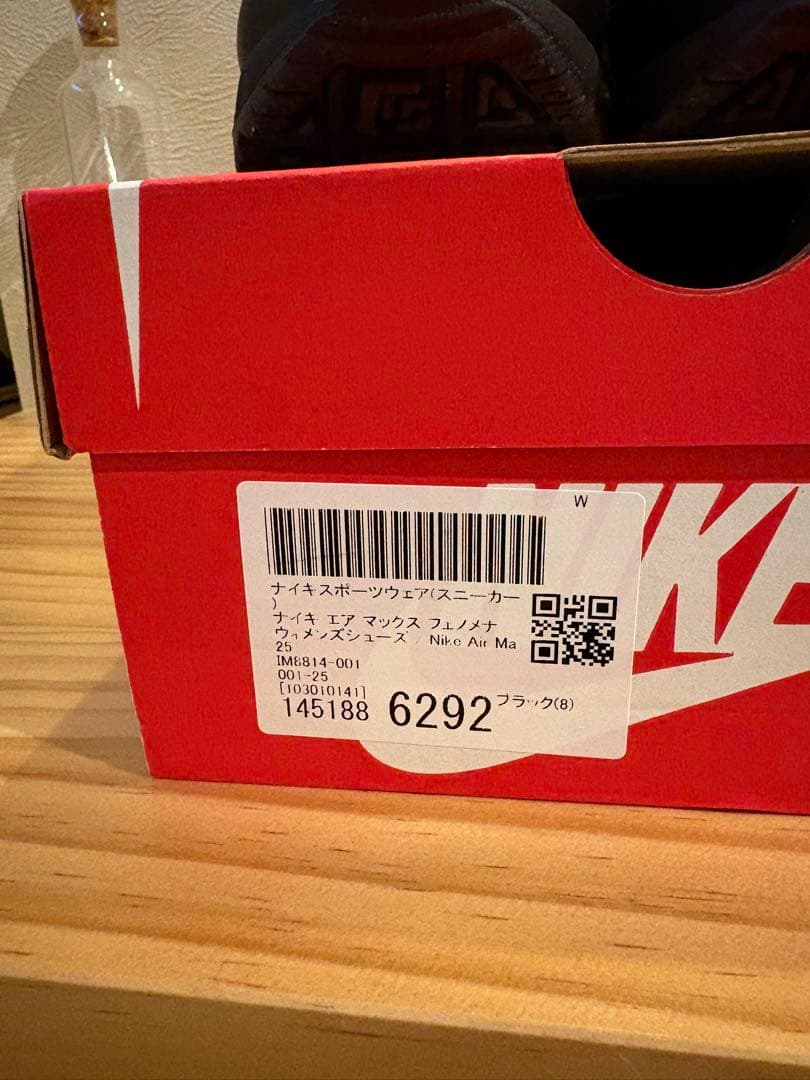 W
ナイキスポーツウェア(スニーカー
)
ナイキ エア マックス フェノメナ
ウィメンズシューズ / Nike Air Ma
25
IM8814-001
001-25
[103010141]
145188 6292 ブラック(8)
NIKE